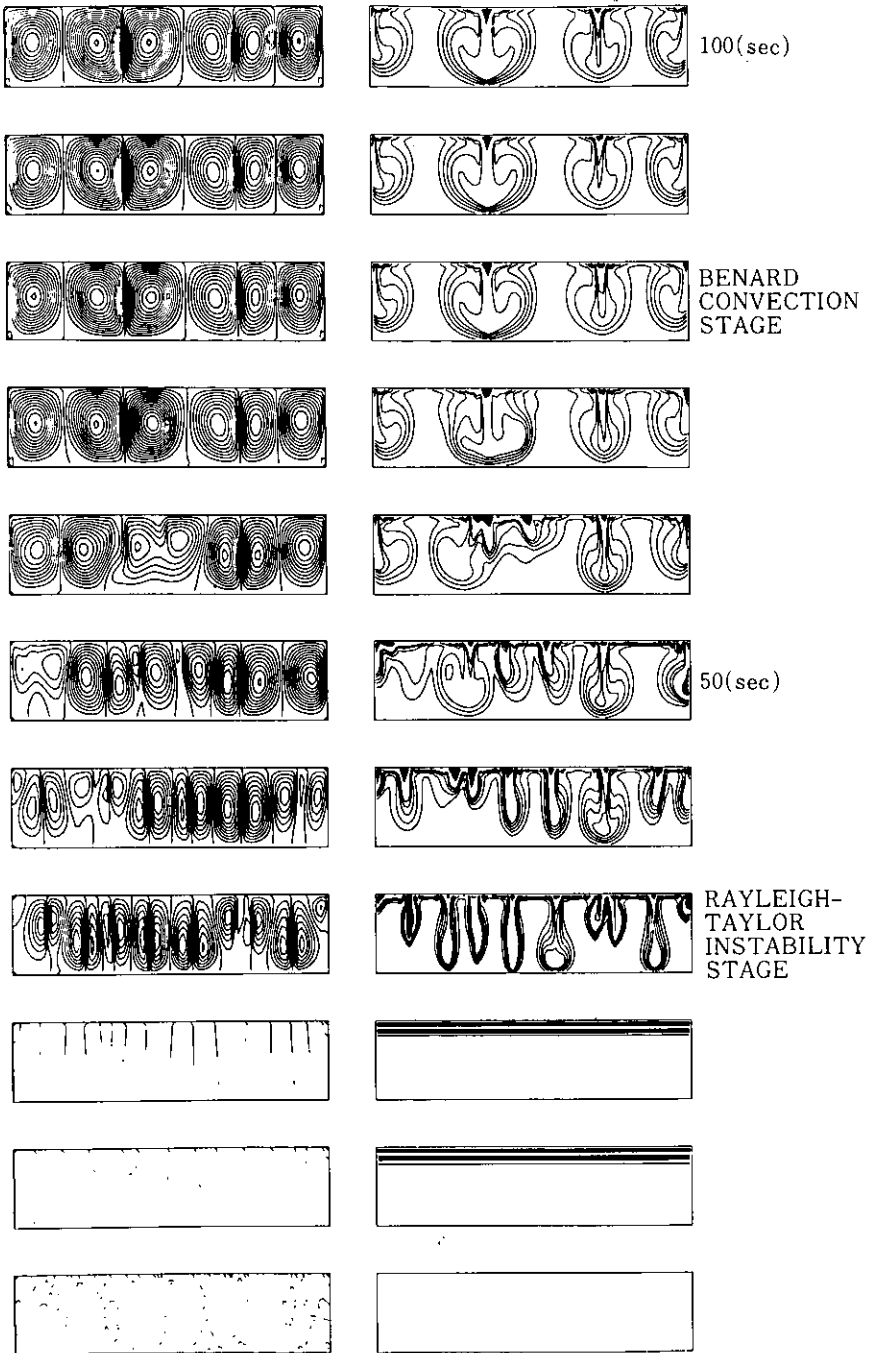 100(sec)
BENARD
CONVECTION
STAGE
50(sec)
RAYLEIGH-
TAYLOR
INSTABILITY
STAGE